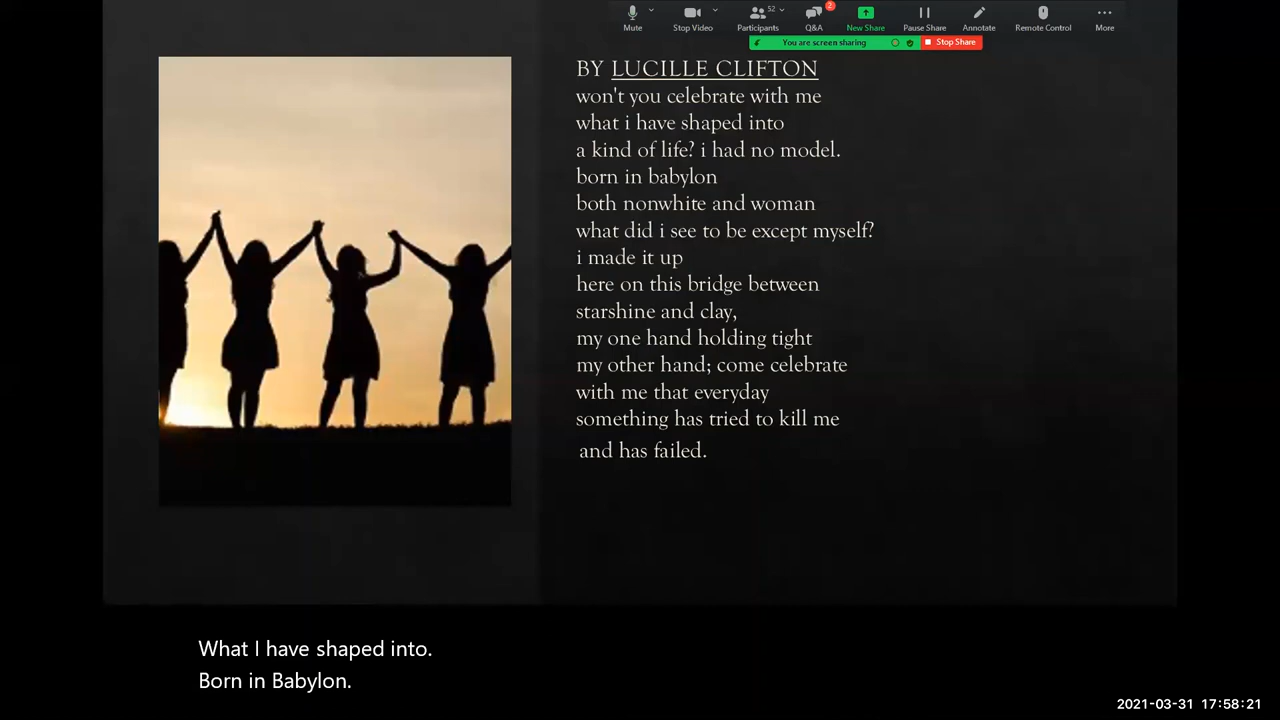 Mute
Stop Video
52
Participants
2
Q&A
New Share
Pause Share
Annotate
Remote Control
More
You are screen sharing
Stop Share
BY LUCILLE CLIFTON
won't you celebrate with me
what i have shaped into
a kind of life? i had no model.
born in babylon
both nonwhite and woman
what did i see to be except myself?
i made it up
here on this bridge between
starshine and clay,
my one hand holding tight
my other hand; come celebrate
with me that everyday
something has tried to kill me
and has failed.
What I have shaped into.
Born in Babylon.
2021-03-31 17:58:21